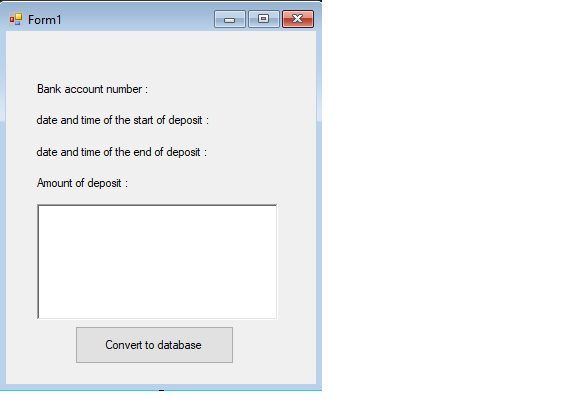 Form1
Bank account number :
date and time of the start of deposit :
date and time of the end of deposit :
Amount of deposit :
Convert to database